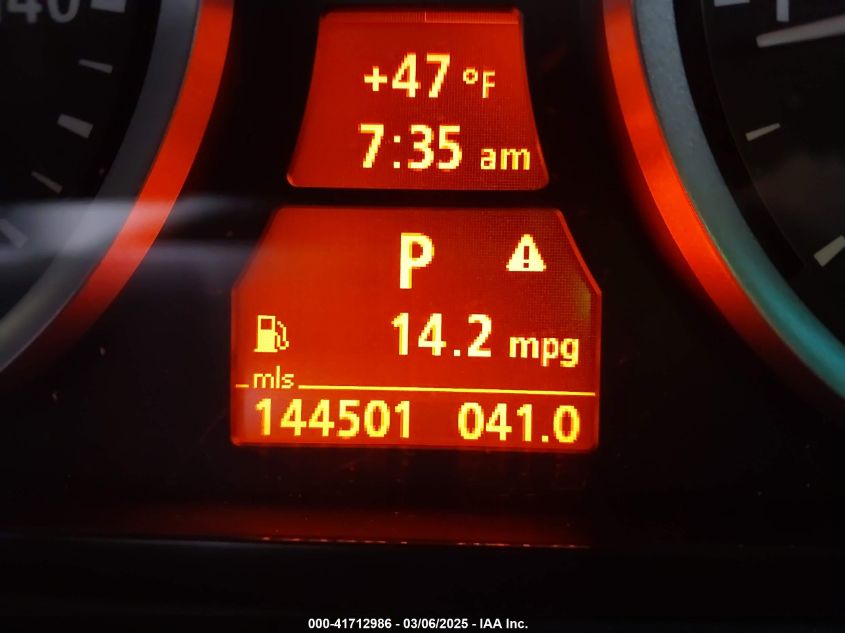 +47 °F
7:35 am
P
14.2 mpg
mls
144501 041.0
000-41712986 - 03/06/2025 - IAA Inc.